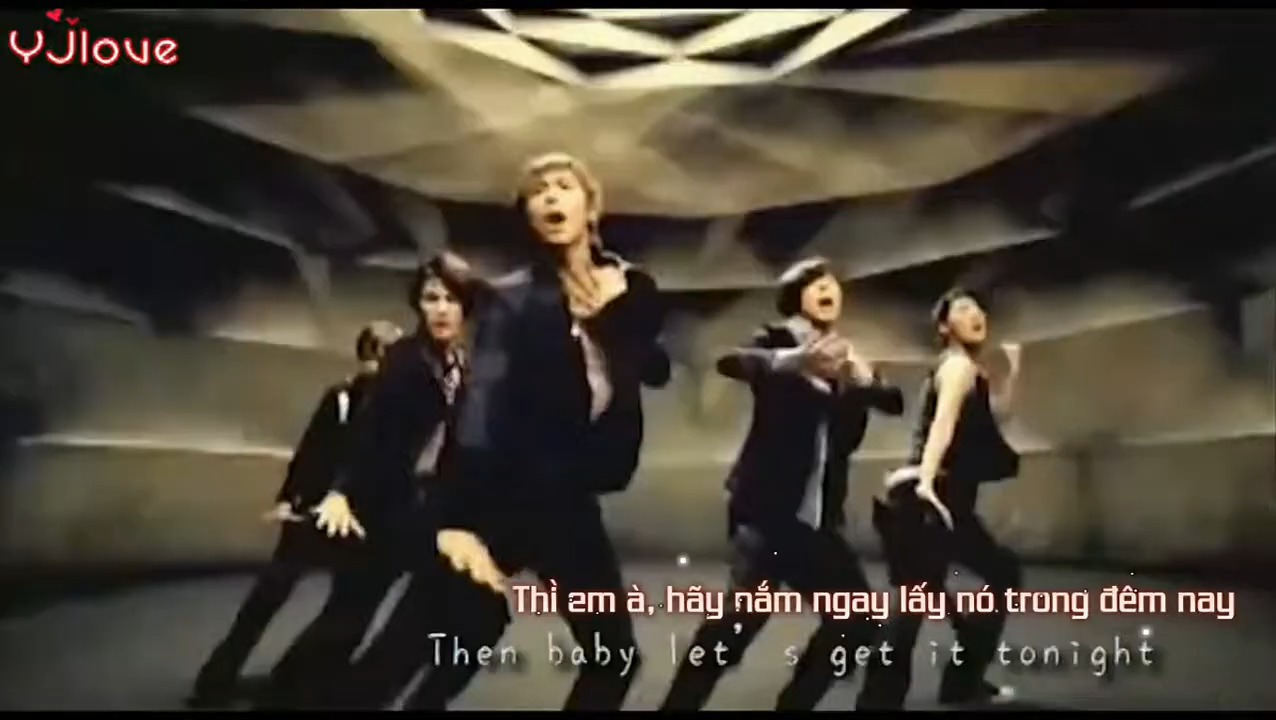 YJlove
Thì em à, hãy nắm ngay lấy nó trong đêm nay
Then baby let's get it tonight